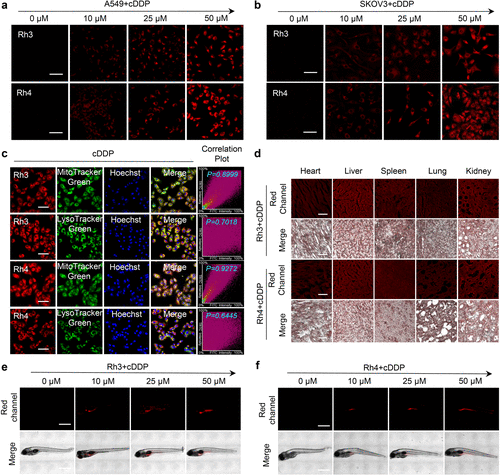 a
A549+cDDP
0 μM 10 μM 25 μM 50 μM
Rh3
Rh4
b
SKOV3+cDDP
0 μM 10 μM 25 μM 50 μM
Rh3
Rh4
c
cDDP
Correlation Plot
Rh3 MitoTracker Green Hoechst Merge P=0.6999
Rh3 LysoTracker Green Hoechst Merge P=0.7018
Rh4 MitoTracker Green Hoechst Merge P=0.9272
Rh4 LysoTracker Green Hoechst Merge P=0.6445
d
Heart Liver Spleen Lung Kidney
Rh3+cDDP
Red Channel
Merge
Rh4+cDDP
Red Channel
Merge
e
Rh3+cDDP
0 μM 10 μM 25 μM 50 μM
Red channel
Merge
f
Rh4+cDDP
0 μM 10 μM 25 μM 50 μM
Red channel
Merge